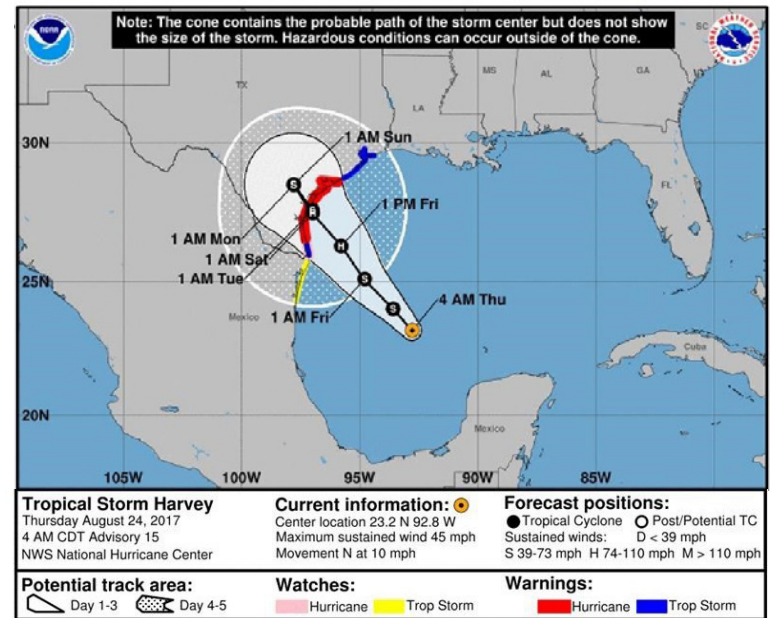 Note: The cone contains the probable path of the storm center but does not show
the size of the storm. Hazardous conditions can occur outside of the cone.
NOAA
NATIONAL WEATHER SERVICE
SC
TX
MS
AL
GA
LA
30N
1 AM Sun
FL
1 PM Fri
1 AM Mon
1 AM Sat
1 AM Tue
25N
4 AM Thu
Mexico
1 AM Fri
Cuba
20N
Mexico
S
H
S
S
105W
100W
95W
90W
85W
Tropical Storm Harvey
Thursday August 24, 2017
4 AM CDT Advisory 15
NWS National Hurricane Center
Current information:
Center location 23.2 N 92.8 W
Maximum sustained wind 45 mph
Movement N at 10 mph
Forecast positions:
Tropical Cyclone Post/Potential TC
Sustained winds: D < 39 mph
S 39-73 mph H 74-110 mph M > 110 mph
Potential track area:
Day 1-3 Day 4-5
Watches:
Hurricane Trop Storm
Warnings:
Hurricane Trop Storm